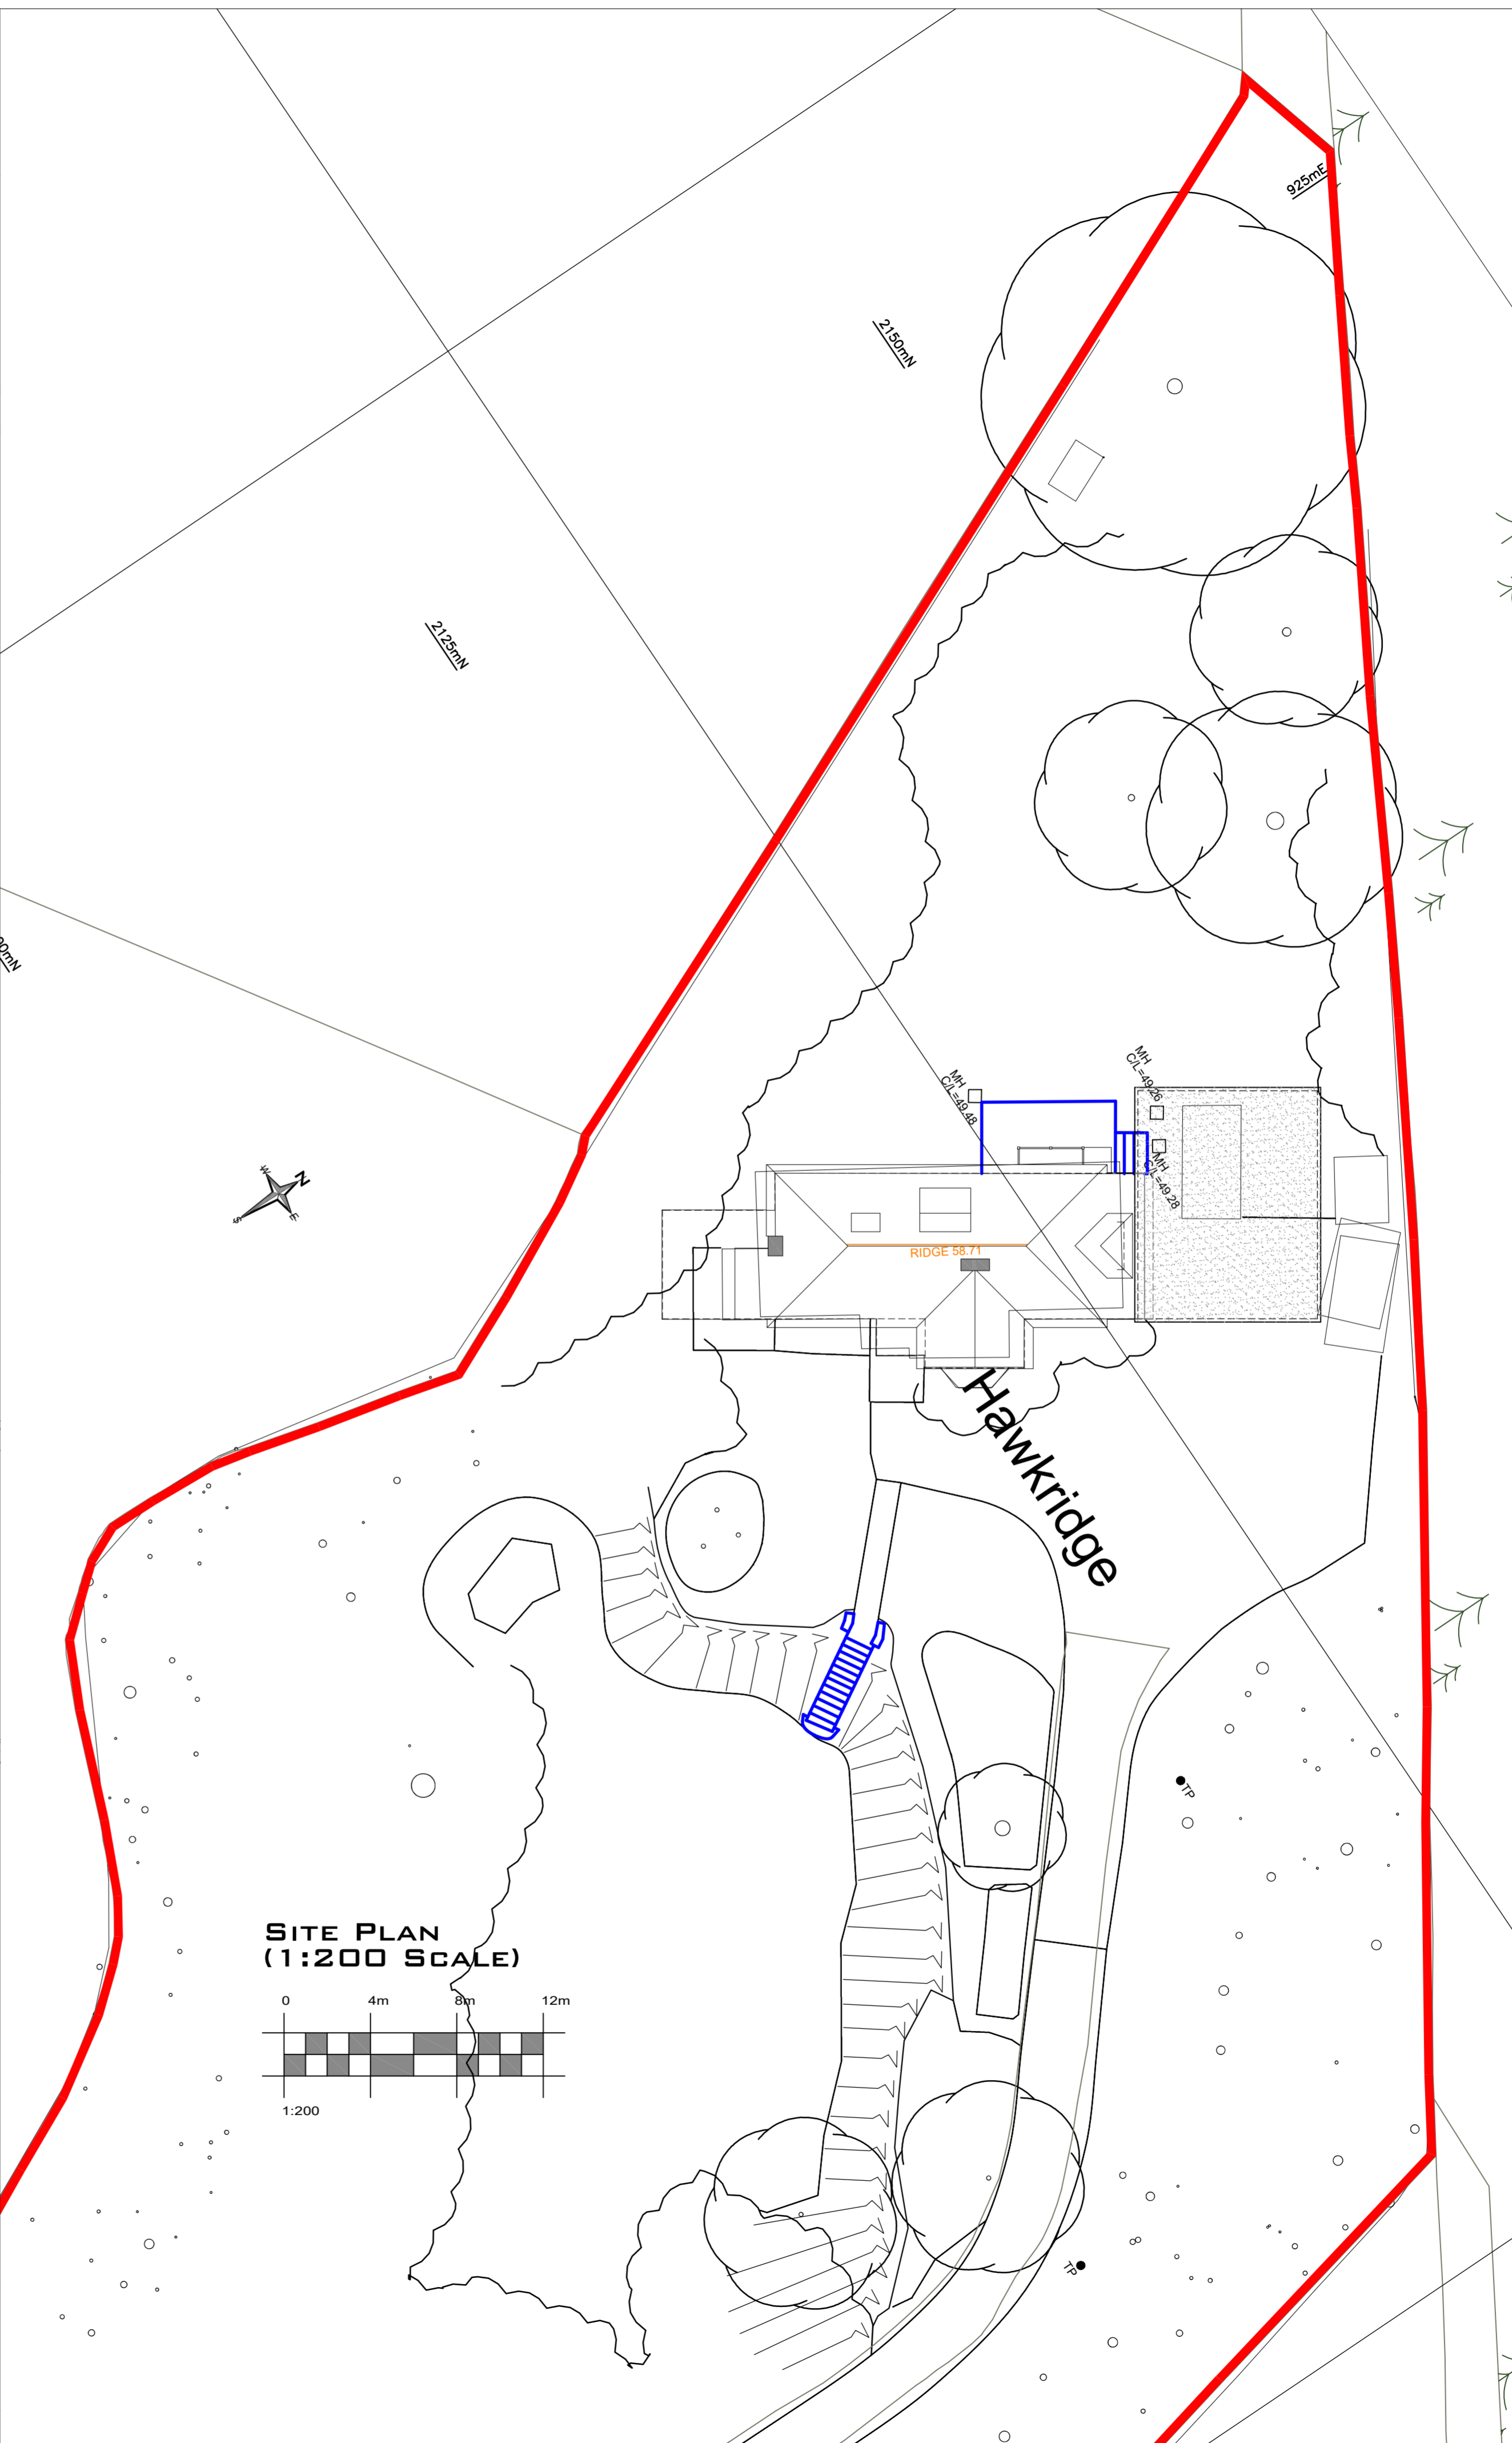 925mE
2150mN
2125mN
0mN
MH
C/L=49.26
MH
C/L=49.48
MH
C/L=49.28
W
N
S
E
RIDGE 58.71
Hawkridge
TP
SITE PLAN
(1:200 SCALE)
0 4m 8m 12m
1:200
TP